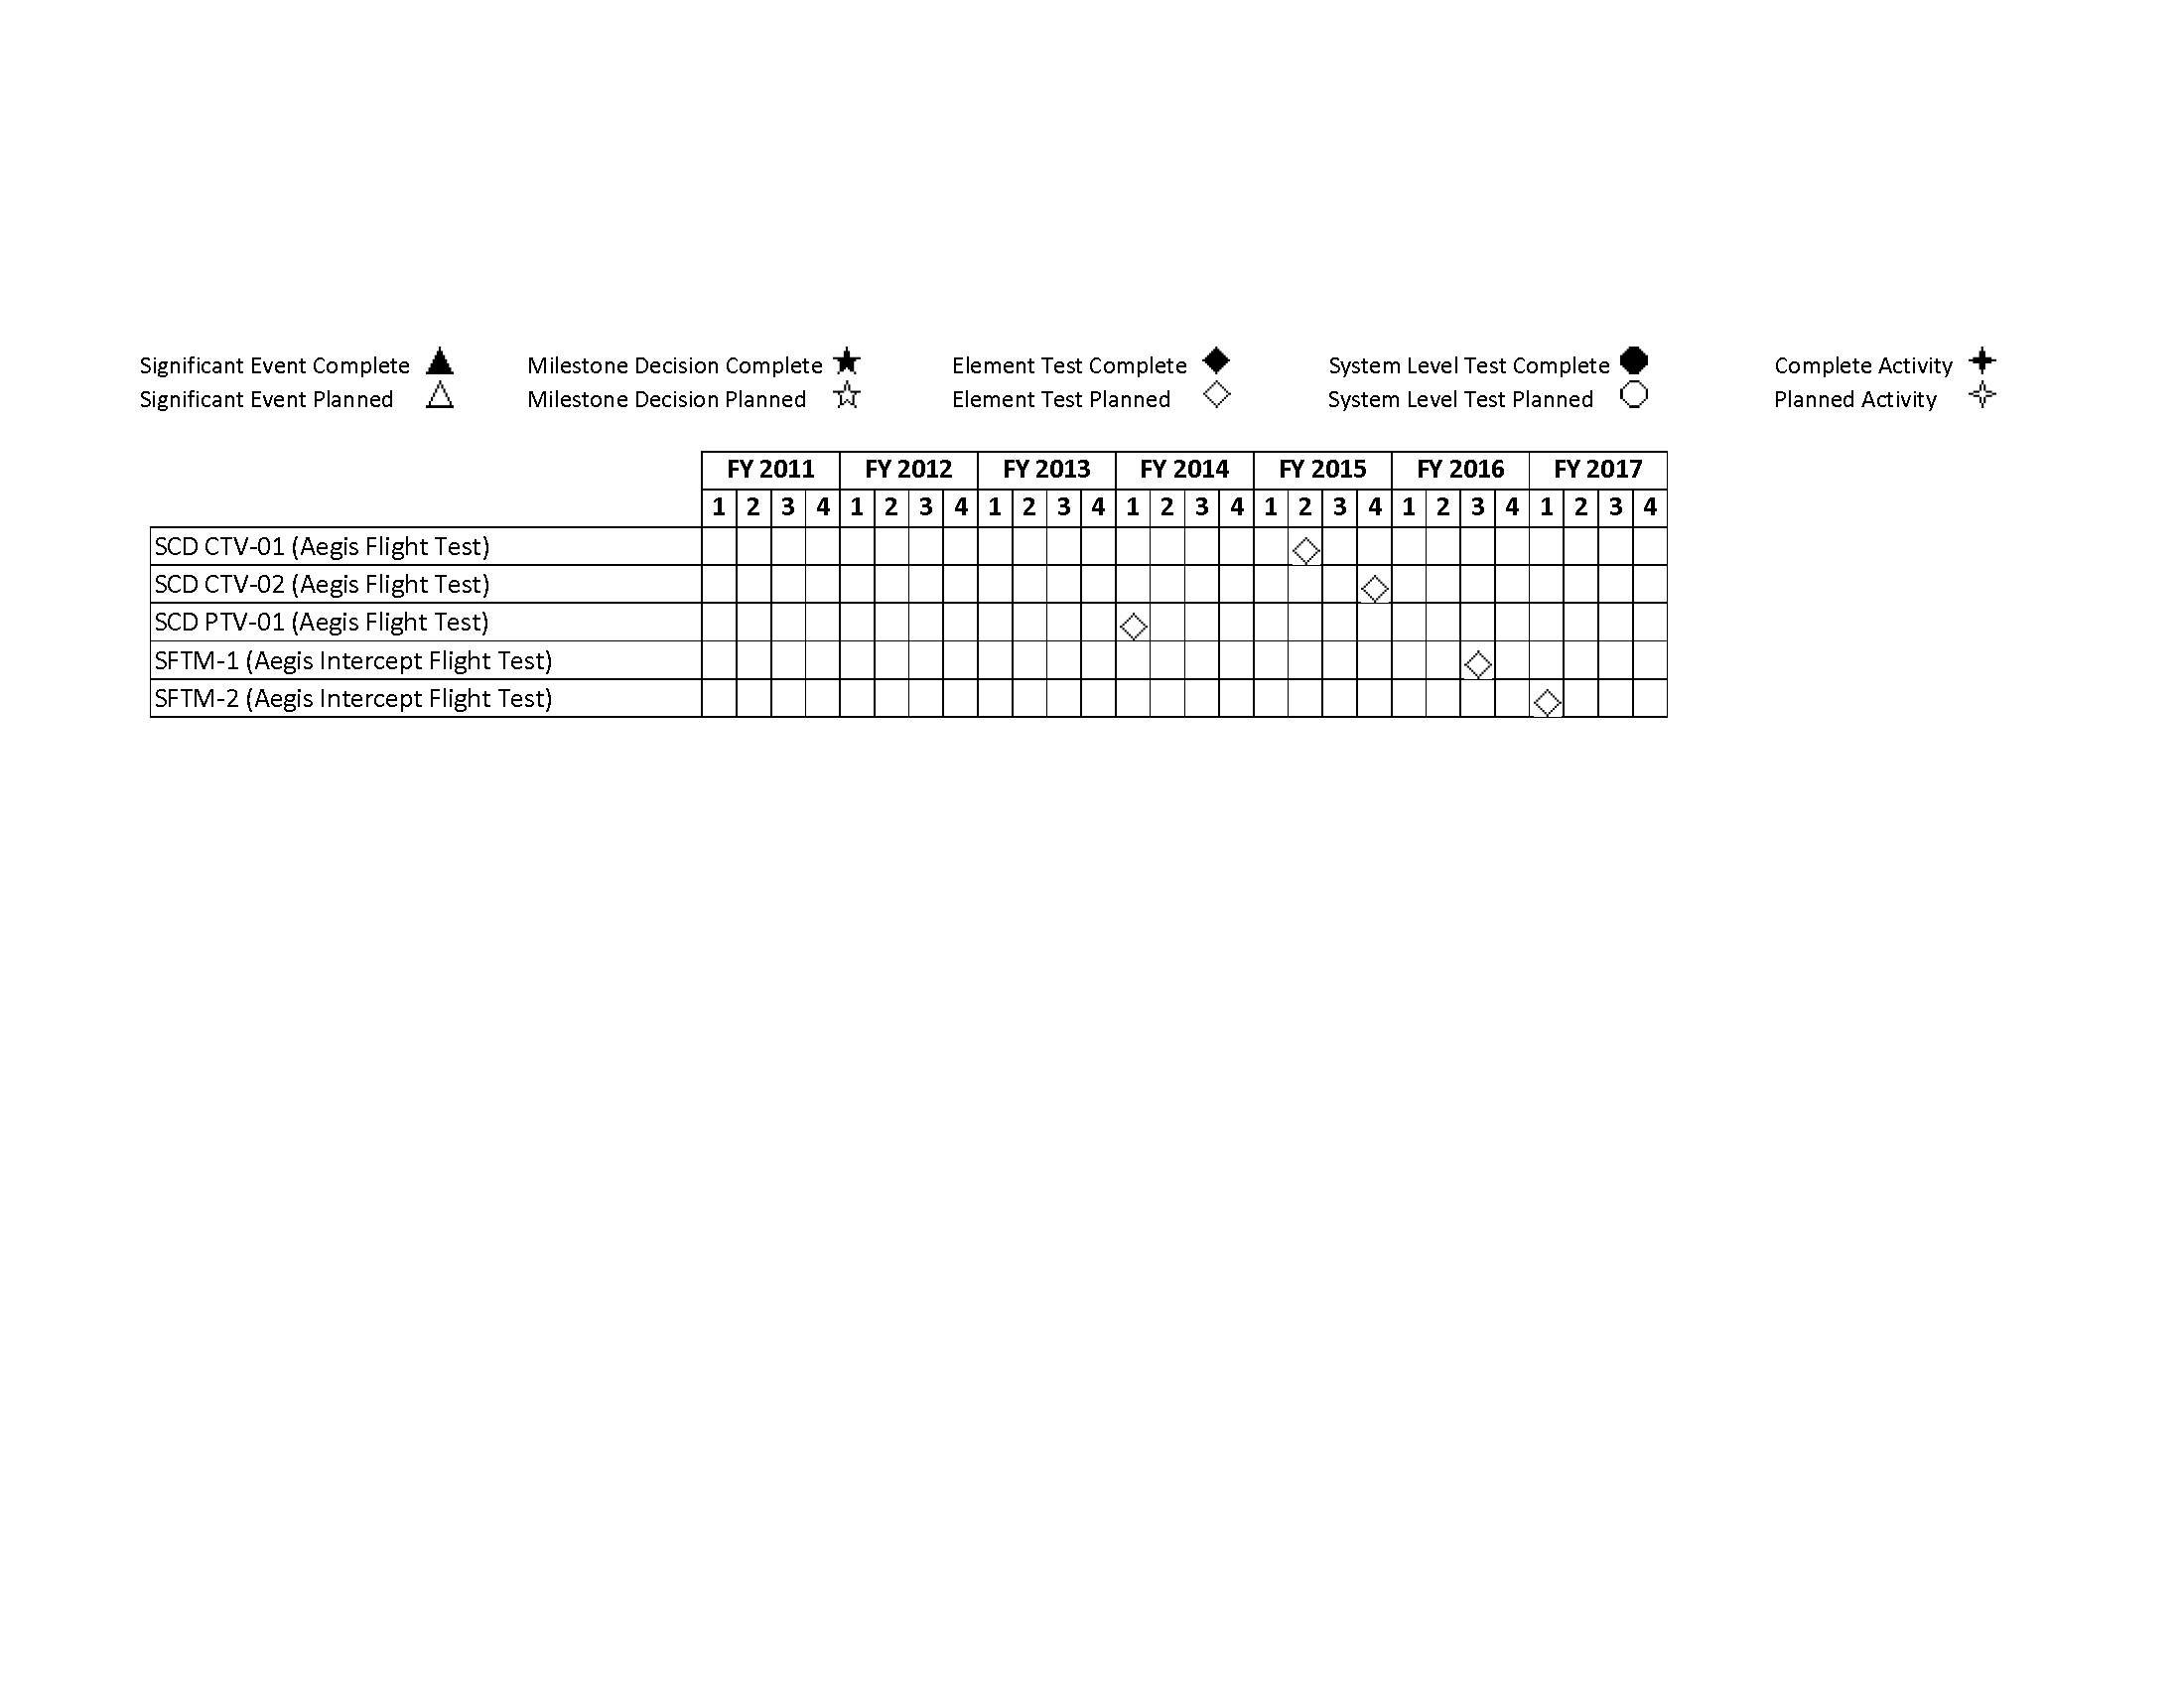 Significant Event Complete Milestone Decision Complete Element Test Complete System Level Test Complete Complete Activity
Significant Event Planned Milestone Decision Planned Element Test Planned System Level Test Planned Planned Activity
FY 2011 FY 2012 FY 2013 FY 2014 FY 2015 FY 2016 FY 2017
1 2 3 4 1 2 3 4 1 2 3 4 1 2 3 4 1 2 3 4 1 2 3 4 1 2 3 4
SCD CTV-01 (Aegis Flight Test)
SCD CTV-02 (Aegis Flight Test)
SCD PTV-01 (Aegis Flight Test)
SFTM-1 (Aegis Intercept Flight Test)
SFTM-2 (Aegis Intercept Flight Test)